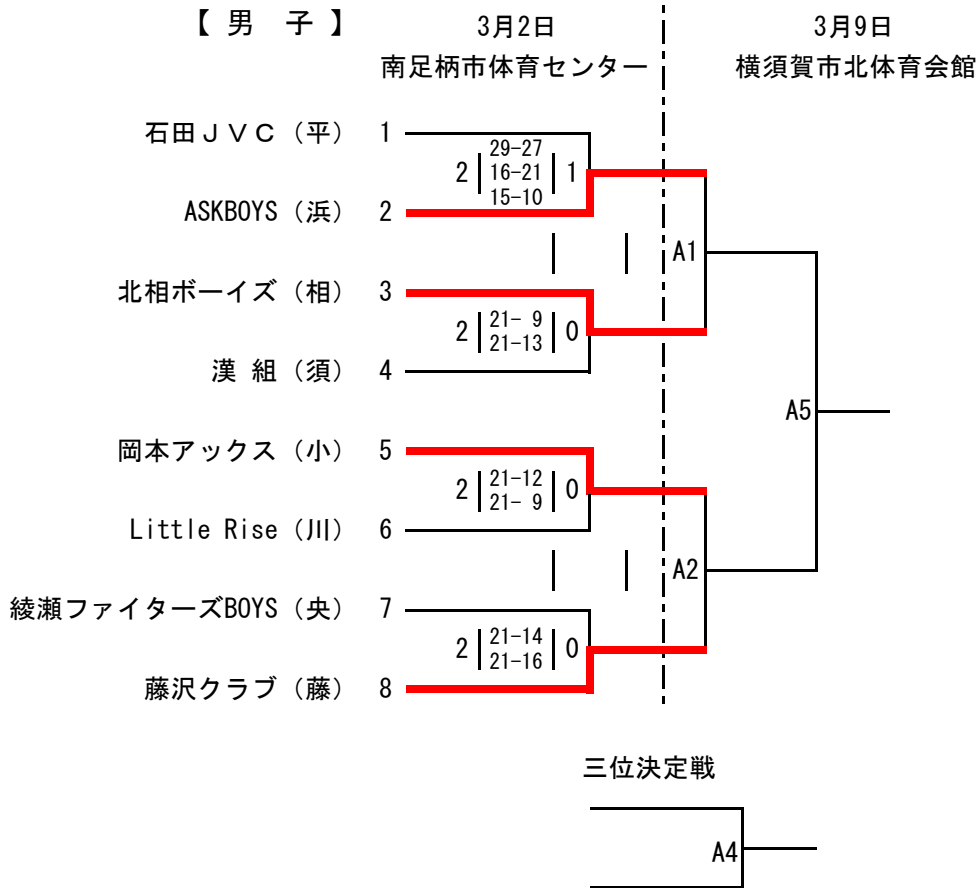 【 男　子 】
3月2日
3月9日
南足柄市体育センター
横須賀市北体育会館
石田ＪＶＣ（平） 1
2 29-27 1
16-21
15-10
ASKBOYS（浜） 2
A1
北相ボーイズ（相） 3
2 21- 9 0
21-13
漢 組（須） 4
A5
岡本アックス（小） 5
2 21-12 0
21- 9
Little Rise（川） 6
A2
綾瀬ファイターズBOYS（央） 7
2 21-14 0
21-16
藤沢クラブ（藤） 8
三位決定戦
A4